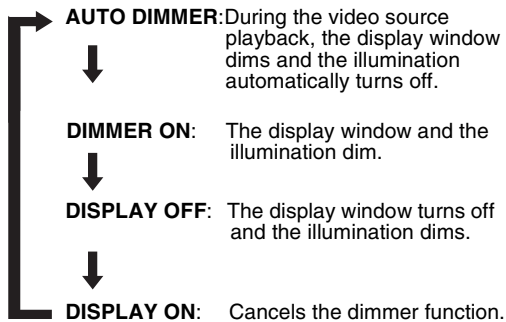 AUTO DIMMER:During the video source
playback, the display window
dims and the illumination
automatically turns off.
DIMMER ON: The display window and the
illumination dim.
DISPLAY OFF: The display window turns off
and the illumination dims.
DISPLAY ON: Cancels the dimmer function.